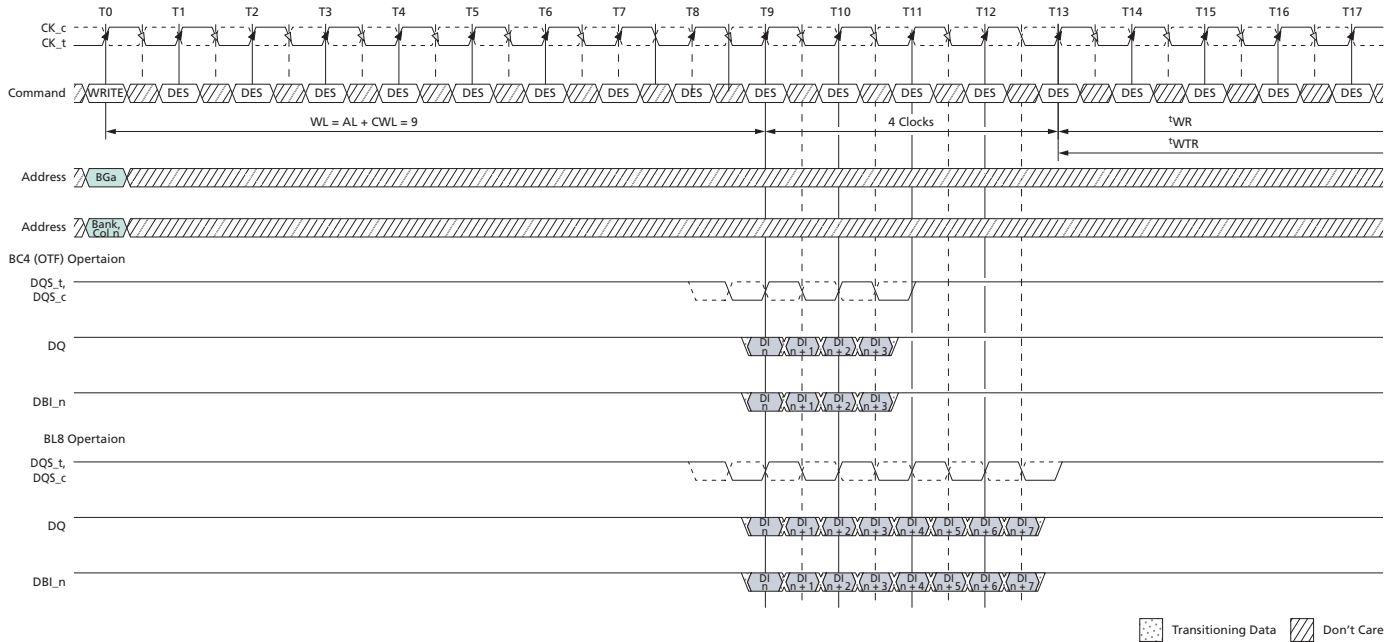 T0 T1 T2 T3 T4 T5 T6 T7 T8 T9 T10 T11 T12 T13 T14 T15 T16 T17
CK_c
CK_t
Command WRITE DES DES DES DES DES DES DES DES DES DES DES DES DES DES DES DES DES
WL = AL + CWL = 9 4 Clocks tWR
tWTR
Address BGa
Address Bank,
Col n
BC4 (OTF) Opertaion
DQS_t,
DQS_c
DQ DI n DI n + 1 DI n + 2 DI n + 3
DBI_n DI n DI n + 1 DI n + 2 DI n + 3
BL8 Opertaion
DQS_t,
DQS_c
DQ DI n DI n + 1 DI n + 2 DI n + 3 DI n + 4 DI n + 5 DI n + 6 DI n + 7
DBI_n DI n DI n + 1 DI n + 2 DI n + 3 DI n + 4 DI n + 5 DI n + 6 DI n + 7
Transitioning Data Don't Care